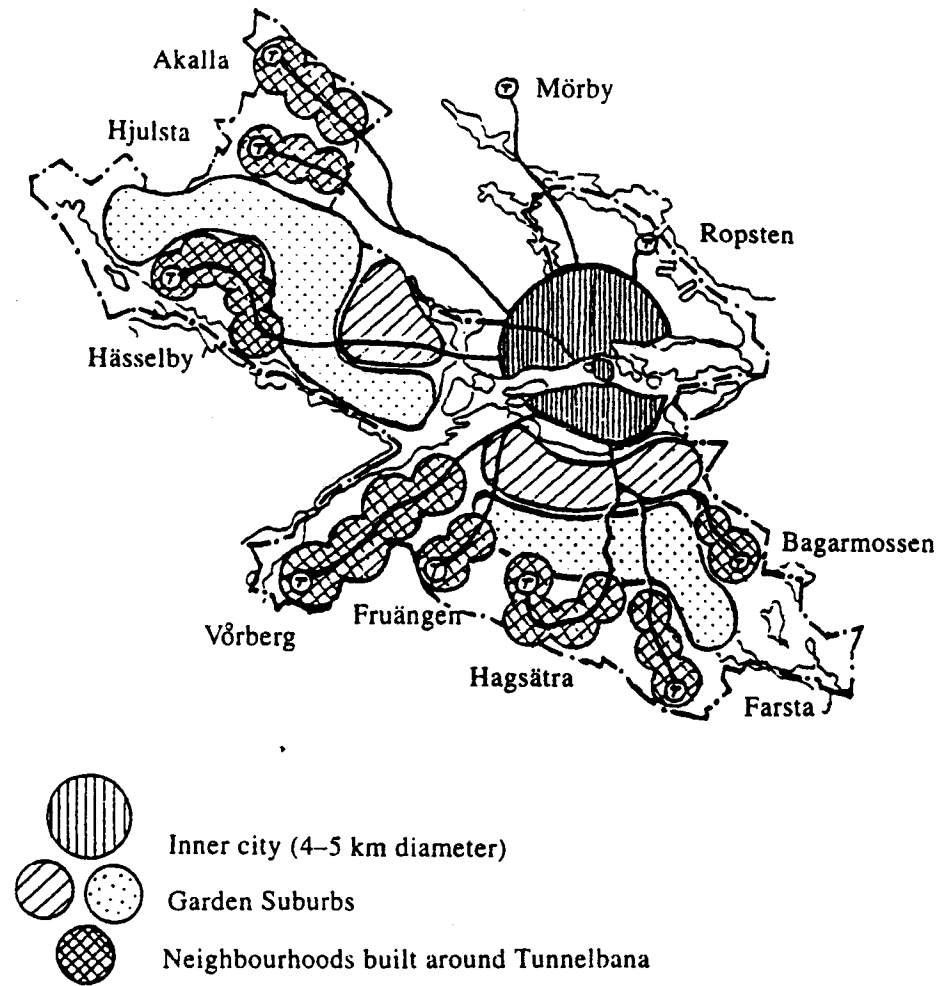 Akalla
T
T
Mörby
Hjulsta
T
T
Ropsten
T
Hässelby
Bagarmossen
T
T
T
T
Vårberg
Fruängen
Hagsätra
T
Farsta
Inner city (4–5 km diameter)
Garden Suburbs
Neighbourhoods built around Tunnelbana